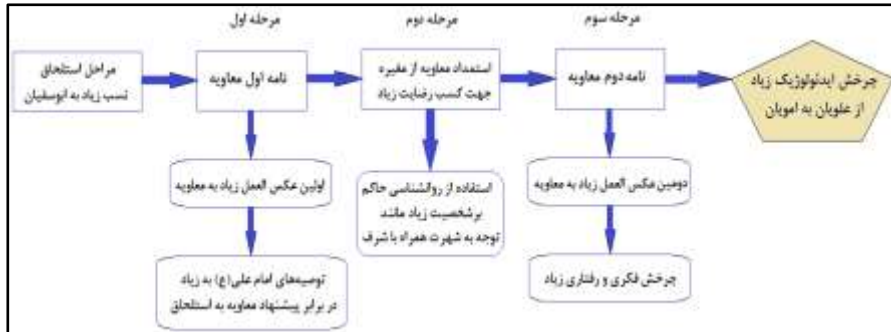 مرحله اول
مرحله دوم
مرحله سوم
مراحل استلحاق
نسب زیاد به ابوسفیان
نامه اول معاویه
استمداد معاویه از مغیره
جهت کسب رضایت زیاد
نامه دوم معاویه
چرخش ایدئولوژیک زیاد
از علویان به امویان
اولین عکس العمل زیاد به معاویه
استفاده از روانشناسی حاکم
برشخصیت زیاد مانند
توجه به شهرت همراه با شرف
دومین عکس العمل زیاد به معاویه
توصیه‌های امام علی(ع) به زیاد
در برابر پیشنهاد معاویه به استلحاق
چرخش فکری و رفتاری زیاد